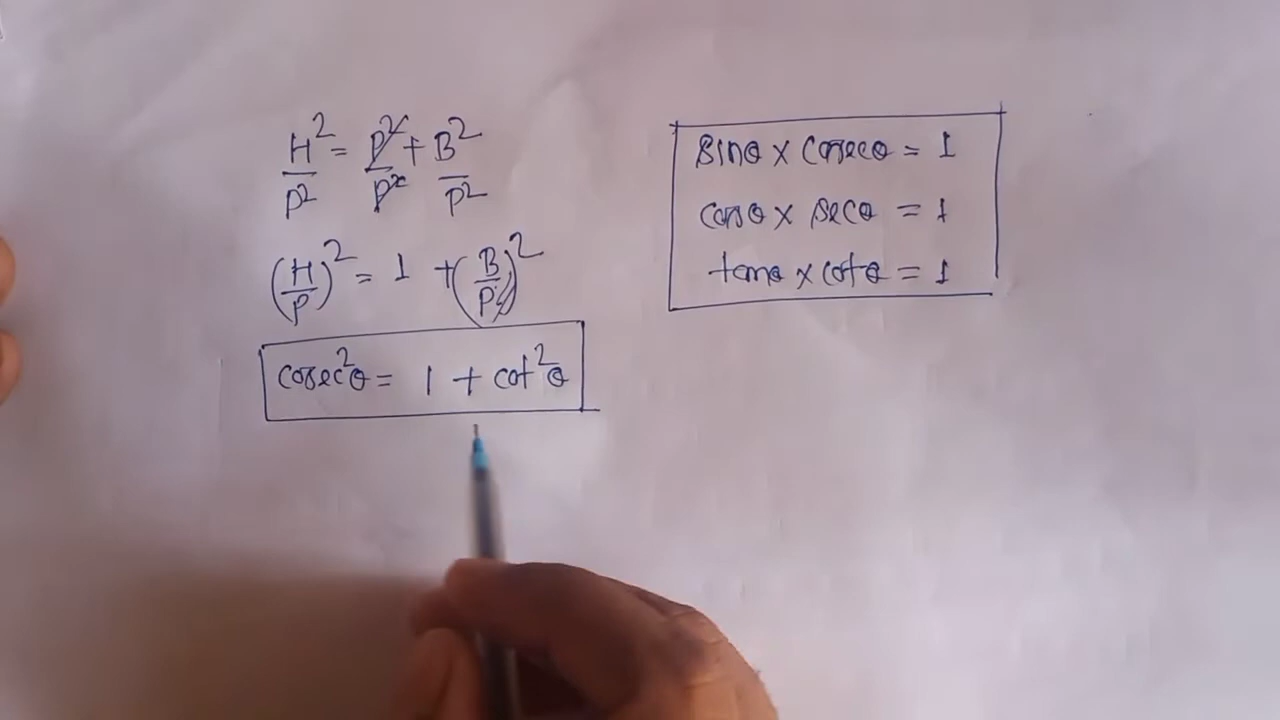 H²/P² = P²/P² + B²/P²
(H/P)² = 1 + (B/P)²
cosec²θ = 1 + cot²θ
sinθ × cosecθ = 1
cosθ × secθ = 1
tanθ × cotθ = 1